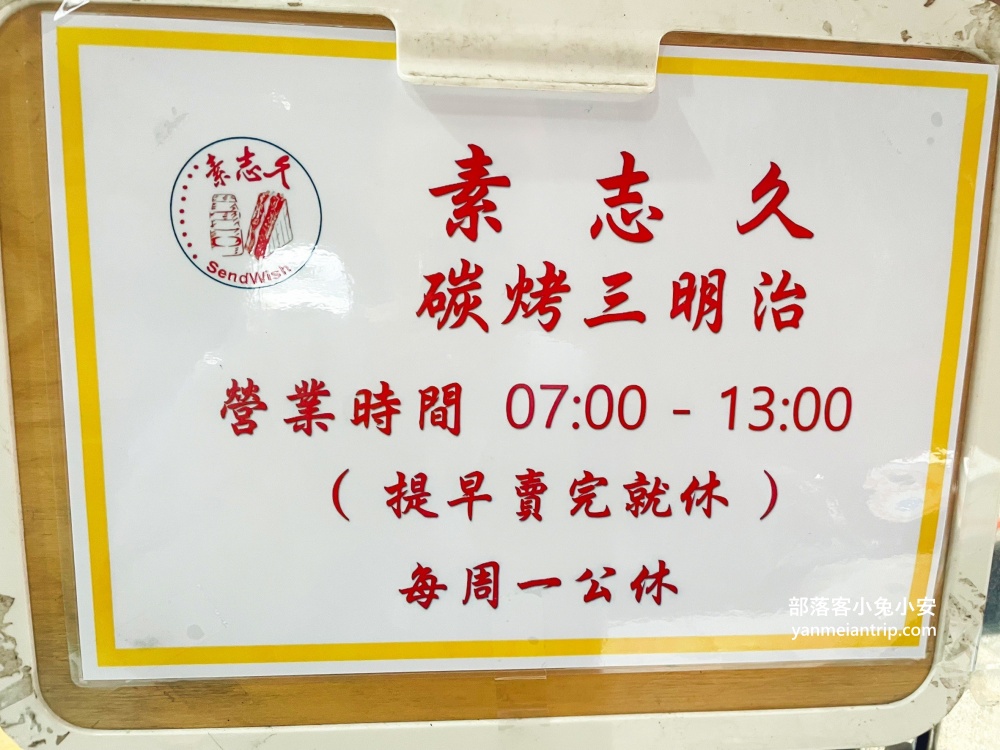 素志千
SendWish
素志久
碳烤三明治
營業時間 07:00 - 13:00
(提早賣完就休)
每周一公休
部落客小兔小安
yanmeiantrip.com